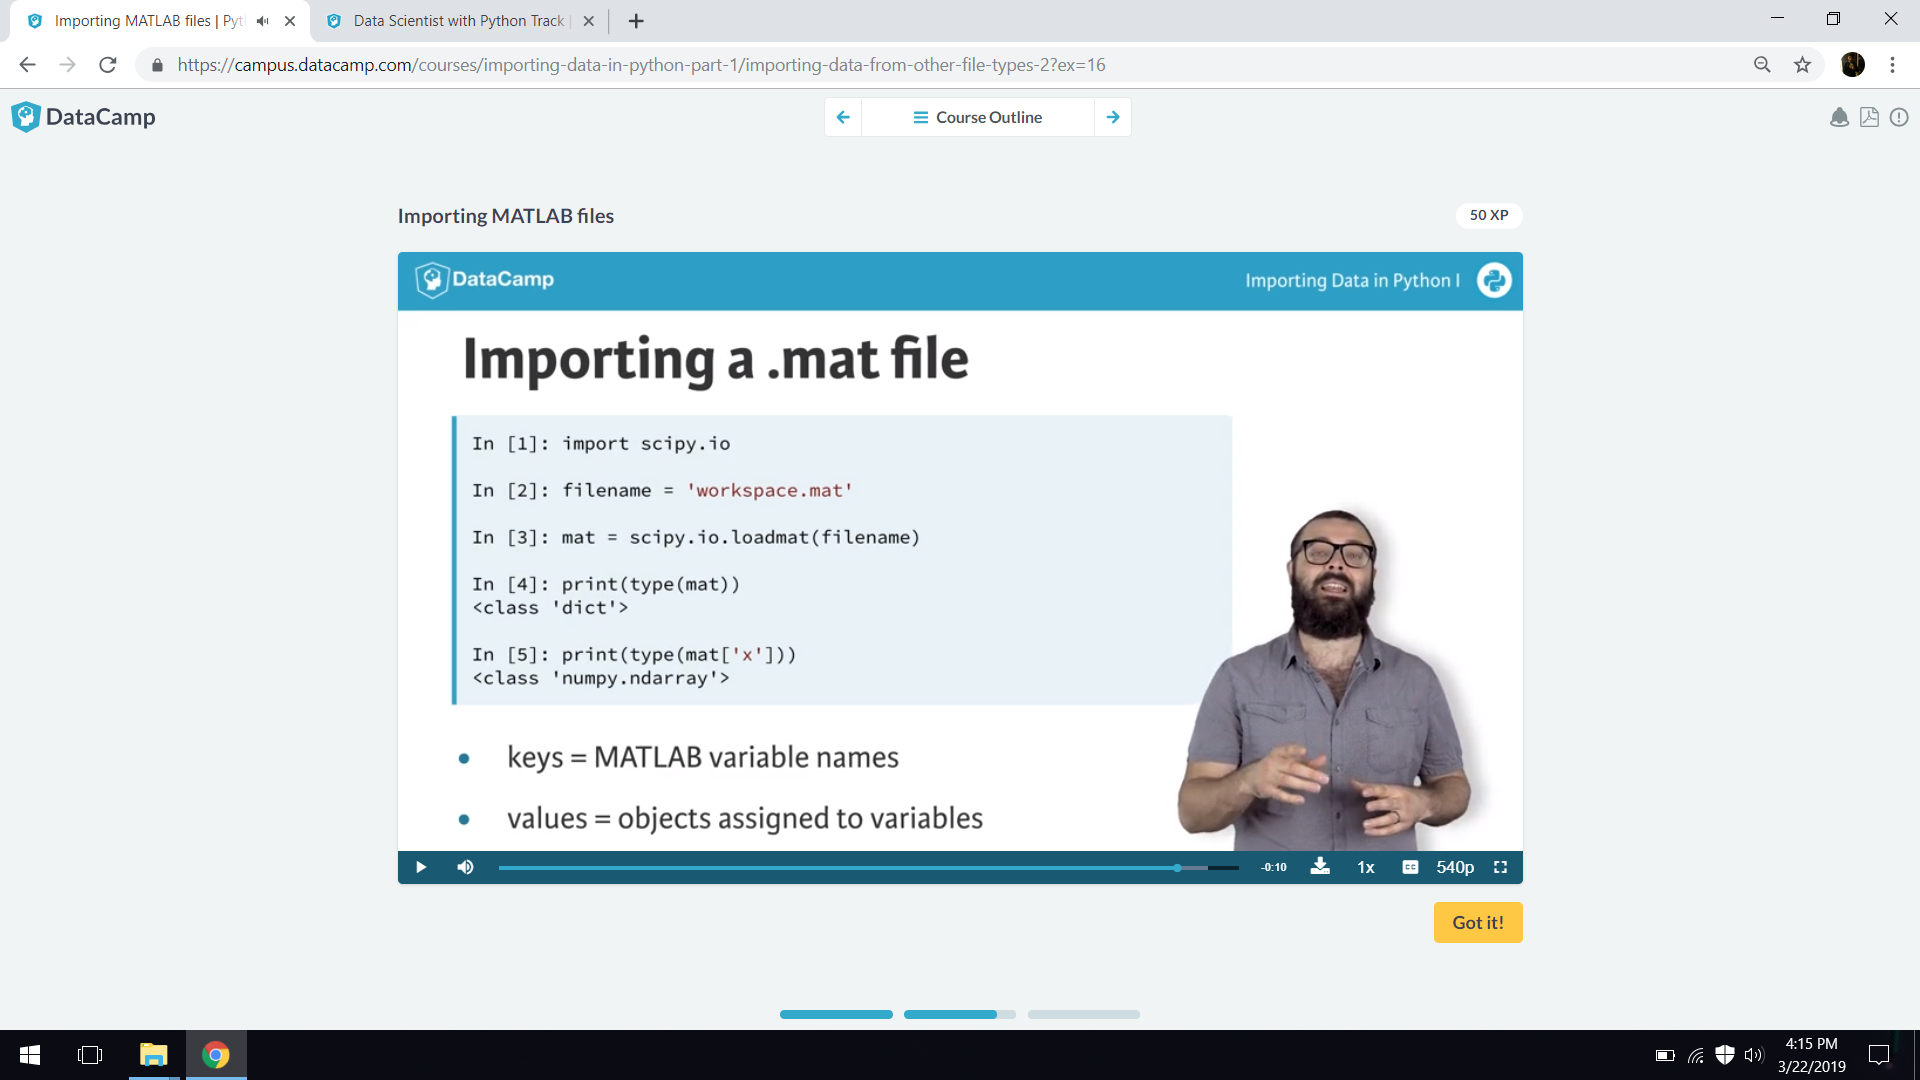 Importing MATLAB files | Pyt
Data Scientist with Python Track
https://campus.datacamp.com/courses/importing-data-in-python-part-1/importing-data-from-other-file-types-2?ex=16
DataCamp
Course Outline
Importing MATLAB files
50 XP
DataCamp
Importing Data in Python I
Importing a .mat file
In [1]: import scipy.io
In [2]: filename = 'workspace.mat'
In [3]: mat = scipy.io.loadmat(filename)
In [4]: print(type(mat))
<class 'dict'>
In [5]: print(type(mat['x']))
<class 'numpy.ndarray'>
• keys = MATLAB variable names
• values = objects assigned to variables
-0:10
1x
CC
540p
Got it!
4:15 PM
3/22/2019